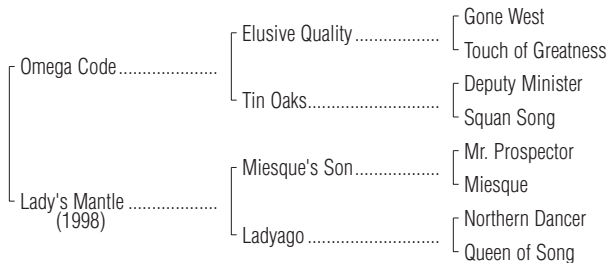 Gone West
Elusive Quality
Touch of Greatness
Omega Code
Deputy Minister
Tin Oaks
Squan Song
Mr. Prospector
Miesque's Son
Miesque
Lady's Mantle
(1998)
Northern Dancer
Ladyago
Queen of Song